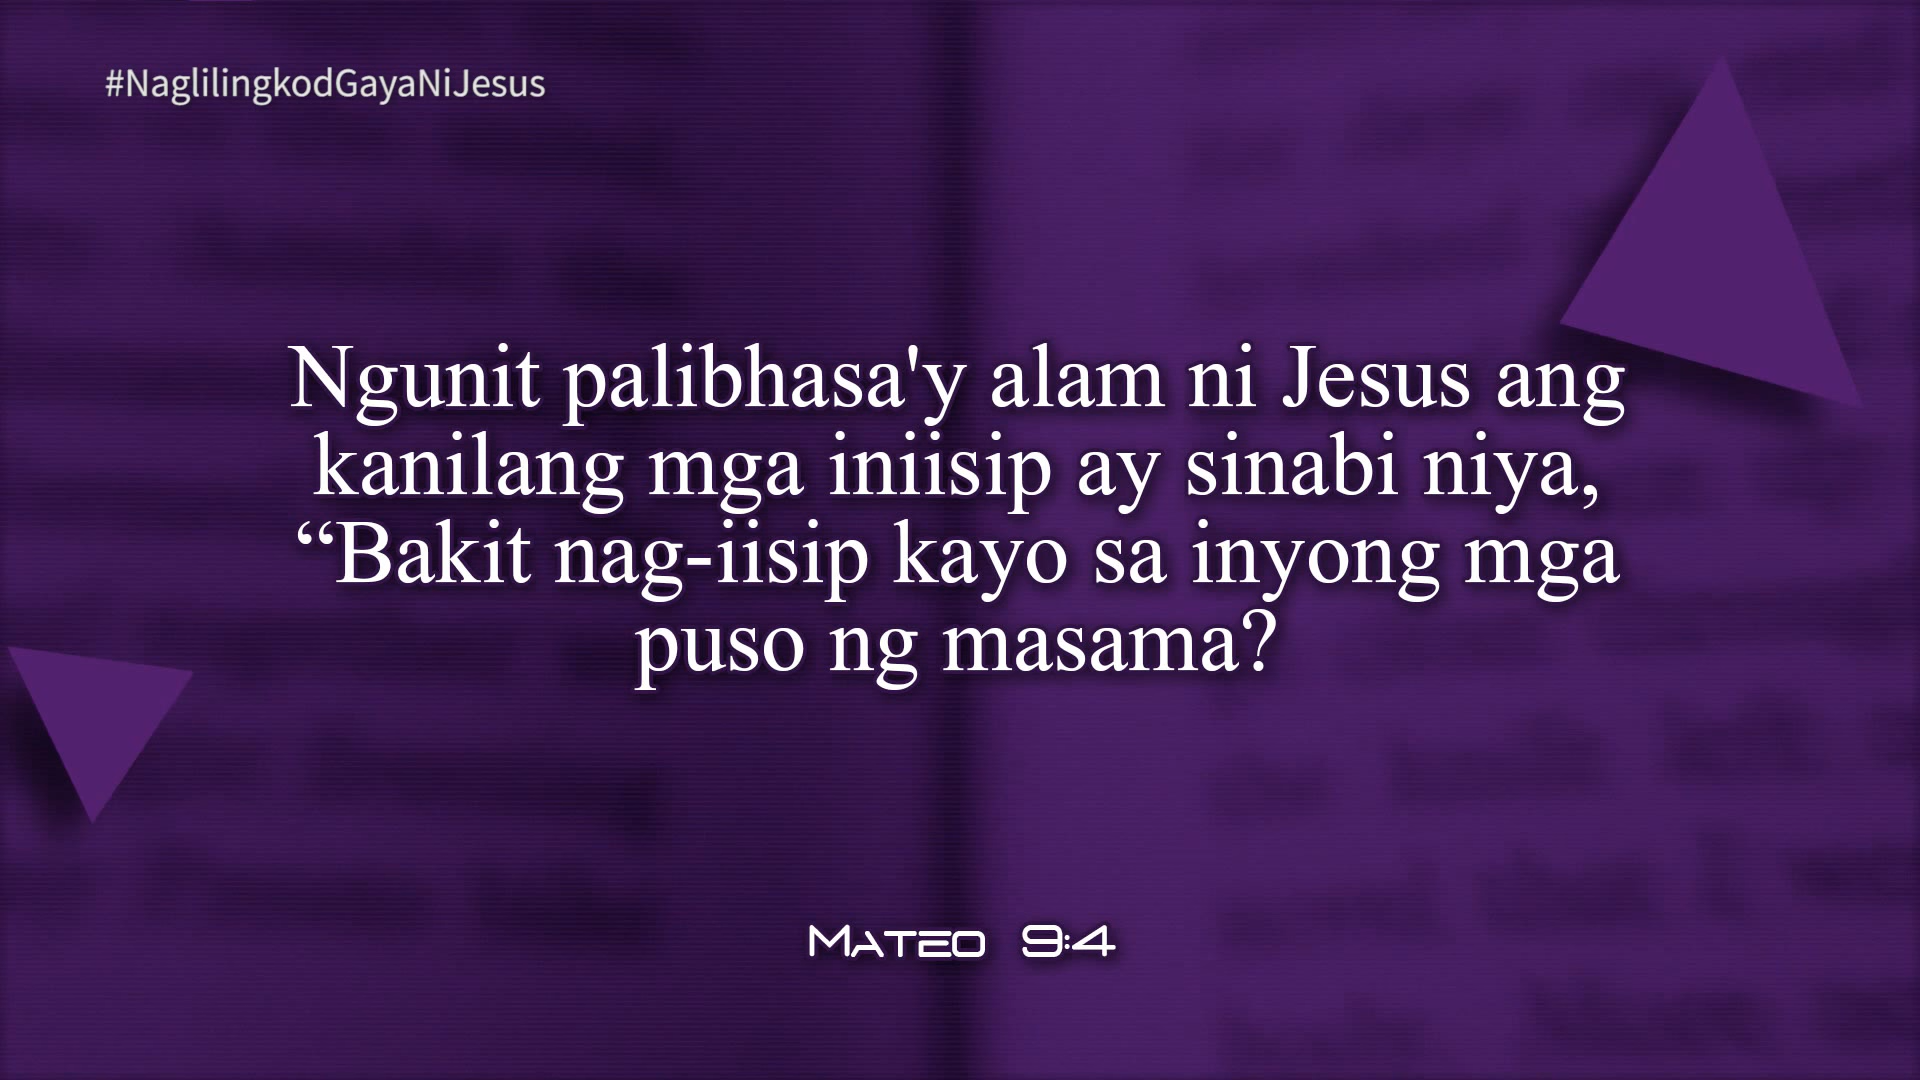 #NaglilingkodGayaNiJesus
Ngunit palibhasa'y alam ni Jesus ang
kanilang mga iniisip ay sinabi niya,
“Bakit nag-iisip kayo sa inyong mga
puso ng masama?
Mateo 9:4